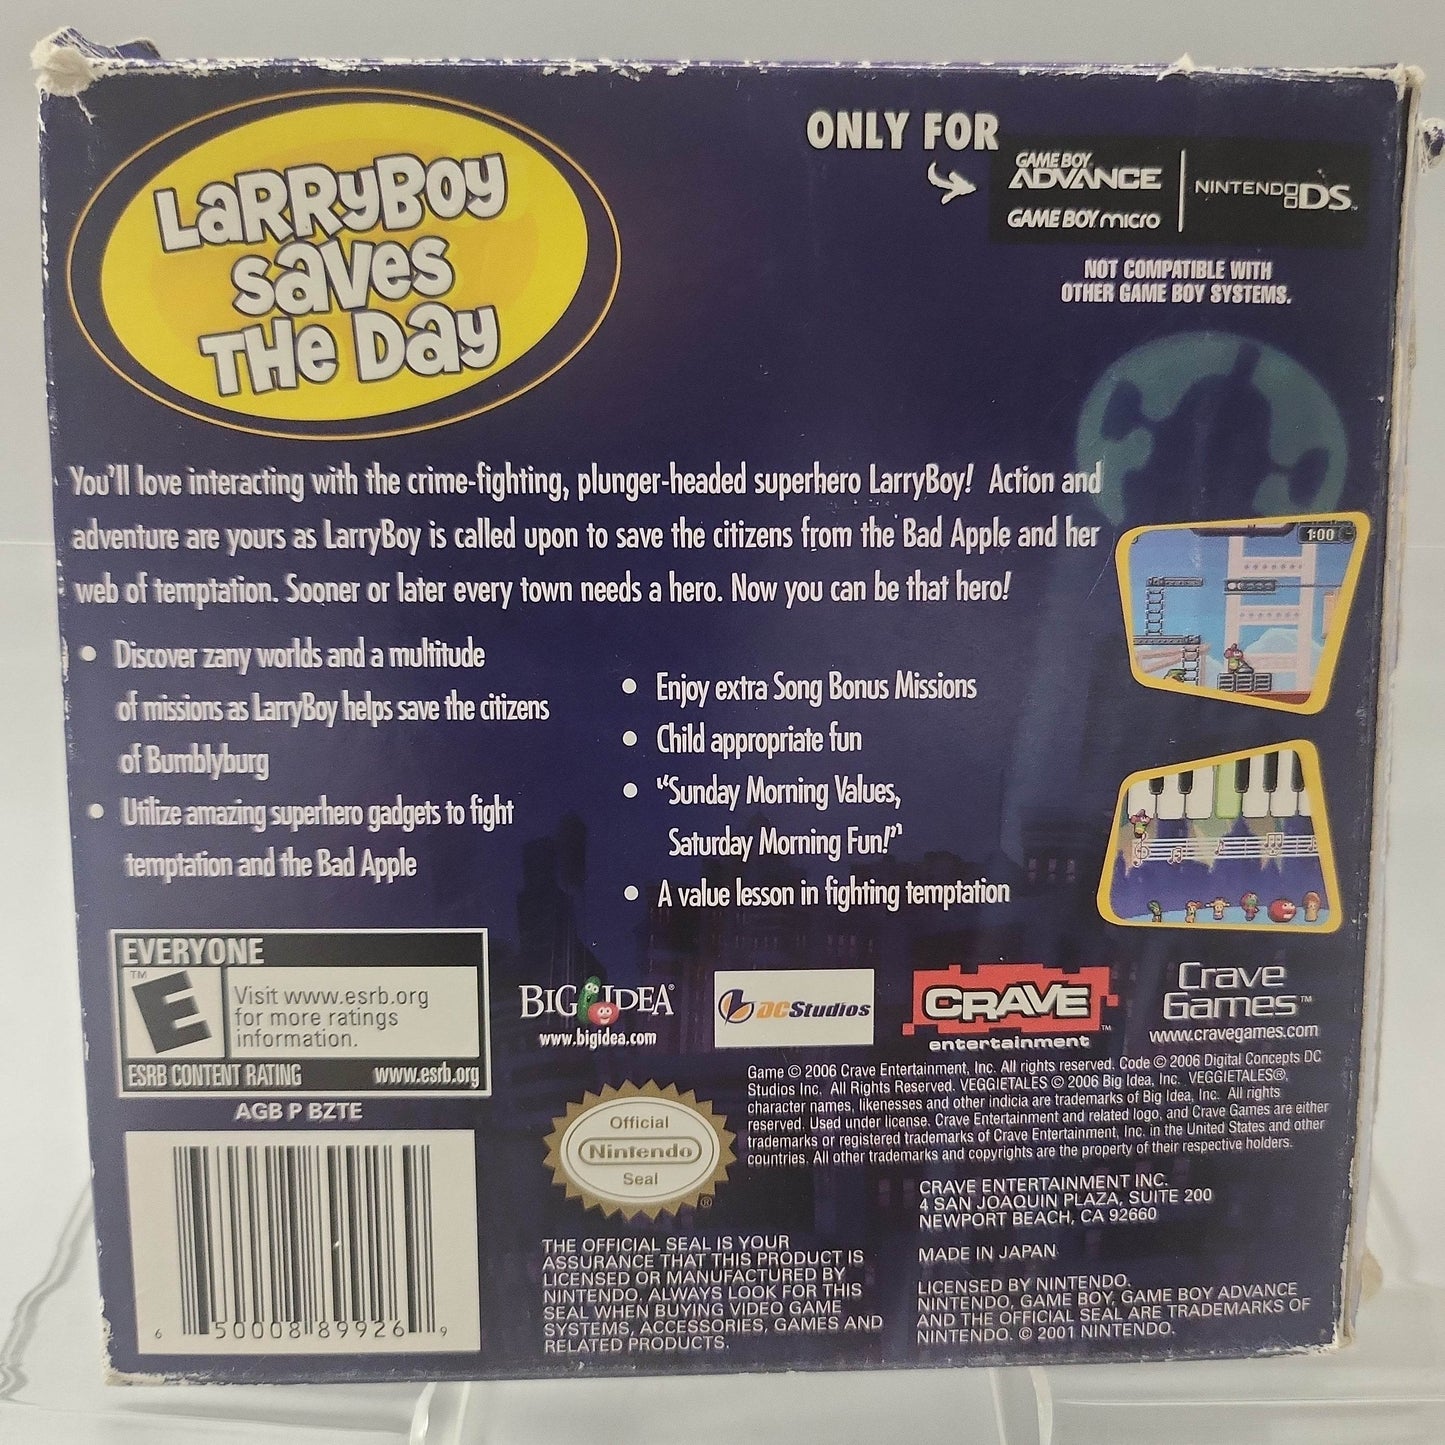 LARRYBOY
SAVES
THE DAY
ONLY FOR
GAME BOY
ADVANCE
GAME BOY micro
NINTENDO DS™
NOT COMPATIBLE WITH
OTHER GAME BOY SYSTEMS.
You'll love interacting with the crime-fighting, plunger-headed superhero LarryBoy! Action and
adventure are yours as LarryBoy is called upon to save the citizens from the Bad Apple and her
web of temptation. Sooner or later every town needs a hero. Now you can be that hero!
• Discover zany worlds and a multitude
of missions as LarryBoy helps save the citizens
of Bumblyburg
• Utilize amazing superhero gadgets to fight
temptation and the Bad Apple
• Enjoy extra Song Bonus Missions
• Child appropriate fun
• "Sunday Morning Values,
Saturday Morning Fun!"
• A value lesson in fighting temptation
1:00
EVERYONE
E™
Visit www.esrb.org
for more ratings
information.
ESRB CONTENT RATING www.esrb.org
AGB P BZTE
6 50008 89926 9
BIG IDEA®
www.bigidea.com
DC Studios
CRAVE™
entertainment
Crave
Games™
www.cravegames.com
Game © 2006 Crave Entertainment, Inc. All rights reserved. Code © 2006 Digital Concepts DC
Studios Inc. All Rights Reserved. VEGGIETALES © 2006 Big Idea, Inc. VEGGIETALES®,
character names, likenesses and other indicia are trademarks of Big Idea, Inc. All rights
reserved. Used under license. Crave Entertainment and related logo, and Crave Games are either
trademarks or registered trademarks of Crave Entertainment, Inc. in the United States and other
countries. All other trademarks and copyrights are the property of their respective holders.
Official
Nintendo
Seal
®
THE OFFICIAL SEAL IS YOUR
ASSURANCE THAT THIS PRODUCT IS
LICENSED OR MANUFACTURED BY
NINTENDO. ALWAYS LOOK FOR THIS
SEAL WHEN BUYING VIDEO GAME
SYSTEMS, ACCESSORIES, GAMES AND
RELATED PRODUCTS.
CRAVE ENTERTAINMENT INC.
4 SAN JOAQUIN PLAZA, SUITE 200
NEWPORT BEACH, CA 92660
MADE IN JAPAN
LICENSED BY NINTENDO.
NINTENDO, GAME BOY, GAME BOY ADVANCE
AND THE OFFICIAL SEAL ARE TRADEMARKS OF
NINTENDO. © 2001 NINTENDO.